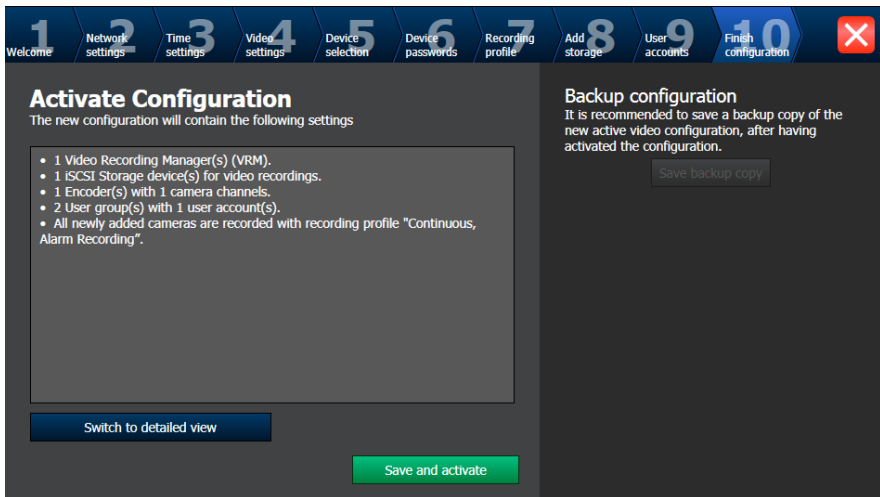 1
Welcome
2
Network
settings
3
Time
settings
4
Video
settings
5
Device
selection
6
Device
passwords
7
Recording
profile
8
Add
storage
9
User
accounts
10
Finish
configuration
Activate Configuration
The new configuration will contain the following settings
• 1 Video Recording Manager(s) (VRM).
• 1 iSCSI Storage device(s) for video recordings.
• 1 Encoder(s) with 1 camera channels.
• 2 User group(s) with 1 user account(s).
• All newly added cameras are recorded with recording profile "Continuous,
Alarm Recording".
Switch to detailed view
Save and activate
Backup configuration
It is recommended to save a backup copy of the
new active video configuration, after having
activated the configuration.
Save backup copy